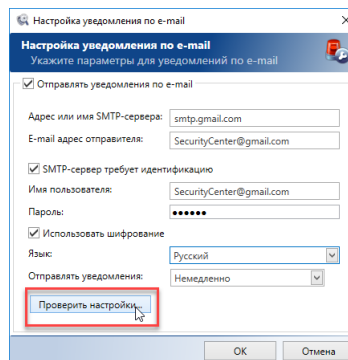 Настройка уведомления по e-mail
Настройка уведомления по e-mail
Укажите параметры для уведомлений по e-mail
Отправлять уведомления по e-mail
Адрес или имя SMTP-сервера: smtp.gmail.com
E-mail адрес отправителя: SecurityCenter@gmail.com
SMTP-сервер требует идентификацию
Имя пользователя: SecurityCenter@gmail.com
Пароль: ●●●●●●
Использовать шифрование
Язык: Русский
Отправлять уведомления: Немедленно
Проверить настройки...
OK Отмена